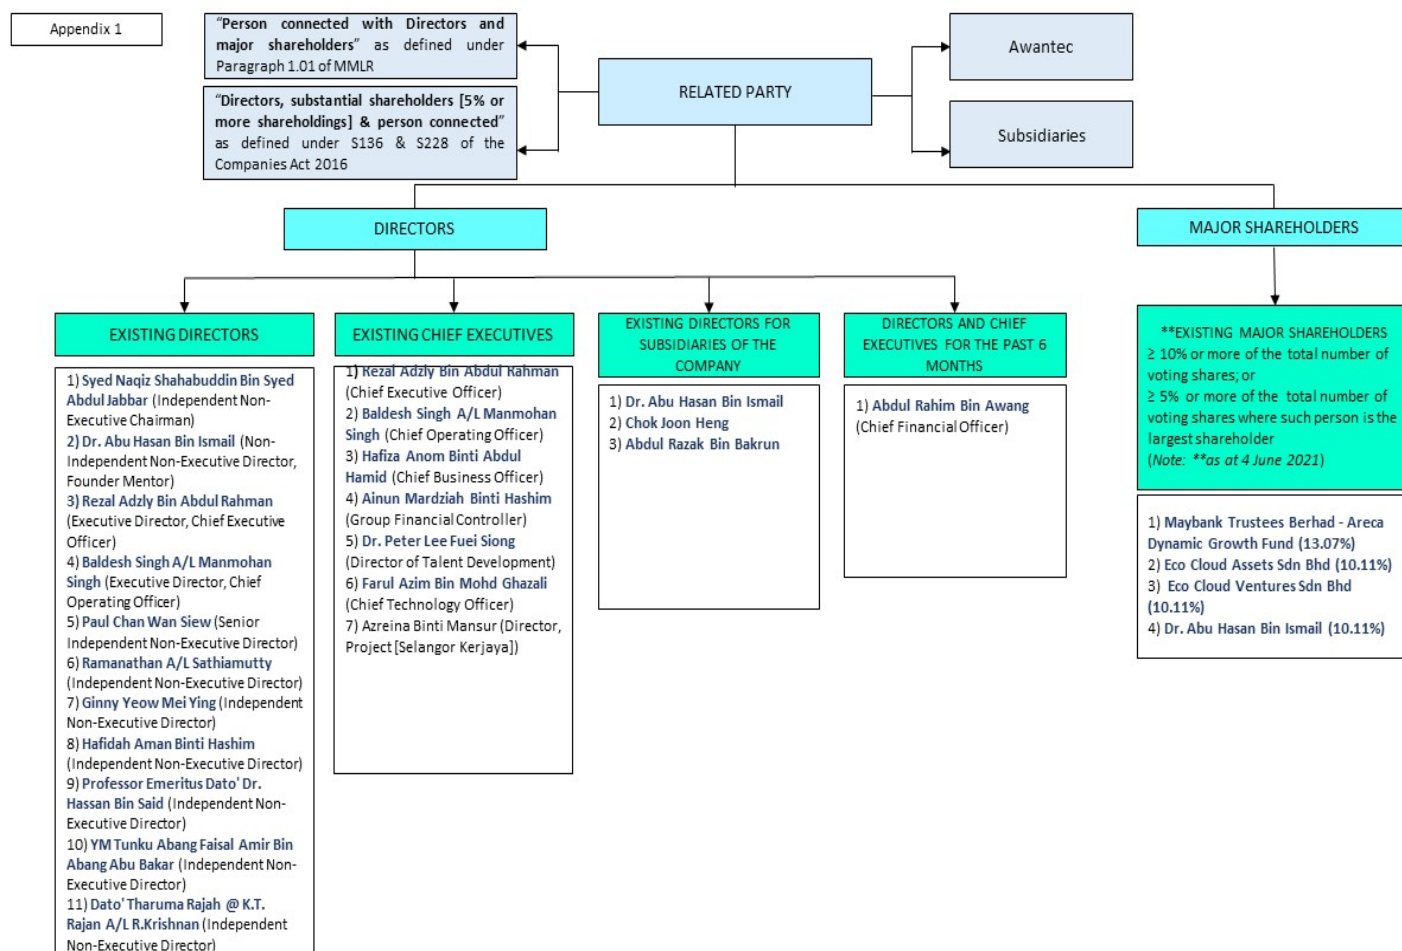 Appendix 1
“Person connected with Directors and
major shareholders” as defined under
Paragraph 1.01 of MMLR
“Directors, substantial shareholders [5% or
more shareholdings] & person connected”
as defined under S136 & S228 of the
Companies Act 2016
RELATED PARTY
Awantec
Subsidiaries
DIRECTORS
MAJOR SHAREHOLDERS
EXISTING DIRECTORS
1) Syed Naqiz Shahabuddin Bin Syed
Abdul Jabbar (Independent Non-
Executive Chairman)
2) Dr. Abu Hasan Bin Ismail (Non-
Independent Non-Executive Director,
Founder Mentor)
3) Rezal Adzly Bin Abdul Rahman
(Executive Director, Chief Executive
Officer)
4) Baldesh Singh A/L Manmohan
Singh (Executive Director, Chief
Operating Officer)
5) Paul Chan Wan Siew (Senior
Independent Non-Executive Director)
6) Ramanathan A/L Sathiamutty
(Independent Non-Executive Director)
7) Ginny Yeow Mei Ying (Independent
Non-Executive Director)
8) Hafidah Aman Binti Hashim
(Independent Non-Executive Director)
9) Professor Emeritus Dato' Dr.
Hassan Bin Said (Independent Non-
Executive Director)
10) YM Tunku Abang Faisal Amir Bin
Abang Abu Bakar (Independent Non-
Executive Director)
11) Dato' Tharuma Rajah @ K.T.
Rajan A/L R.Krishnan (Independent
Non-Executive Director)
EXISTING CHIEF EXECUTIVES
1) Rezal Adzly Bin Abdul Rahman
(Chief Executive Officer)
2) Baldesh Singh A/L Manmohan
Singh (Chief Operating Officer)
3) Hafiza Anom Binti Abdul
Hamid (Chief Business Officer)
4) Ainun Mardziah Binti Hashim
(Group Financial Controller)
5) Dr. Peter Lee Fuei Siong
(Director of Talent Development)
6) Farul Azim Bin Mohd Ghazali
(Chief Technology Officer)
7) Azreina Binti Mansur (Director,
Project [Selangor Kerjaya])
EXISTING DIRECTORS FOR
SUBSIDIARIES OF THE
COMPANY
1) Dr. Abu Hasan Bin Ismail
2) Chok Joon Heng
3) Abdul Razak Bin Bakrun
DIRECTORS AND CHIEF
EXECUTIVES FOR THE PAST 6
MONTHS
1) Abdul Rahim Bin Awang
(Chief Financial Officer)
**EXISTING MAJOR SHAREHOLDERS
≥ 10% or more of the total number of
voting shares; or
≥ 5% or more of the total number of
voting shares where such person is the
largest shareholder
(Note: **as at 4 June 2021)
1) Maybank Trustees Berhad - Areca
Dynamic Growth Fund (13.07%)
2) Eco Cloud Assets Sdn Bhd (10.11%)
3) Eco Cloud Ventures Sdn Bhd
(10.11%)
4) Dr. Abu Hasan Bin Ismail (10.11%)